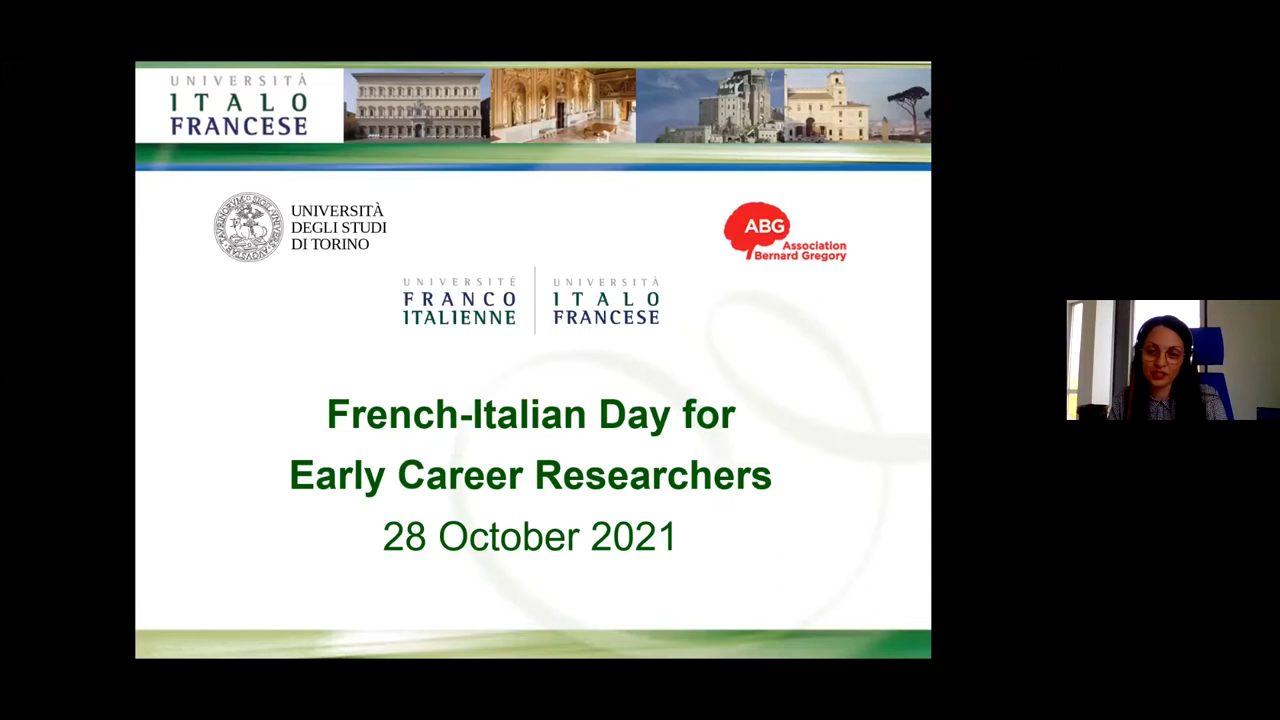 UNIVERSITÀ
ITALO
FRANCESE
UNIVERSITÀ
DEGLI STUDI
DI TORINO
ABG
Association
Bernard Gregory
UNIVERSITÉ
FRANCO
ITALIENNE
UNIVERSITÀ
ITALO
FRANCESE
French-Italian Day for
Early Career Researchers
28 October 2021